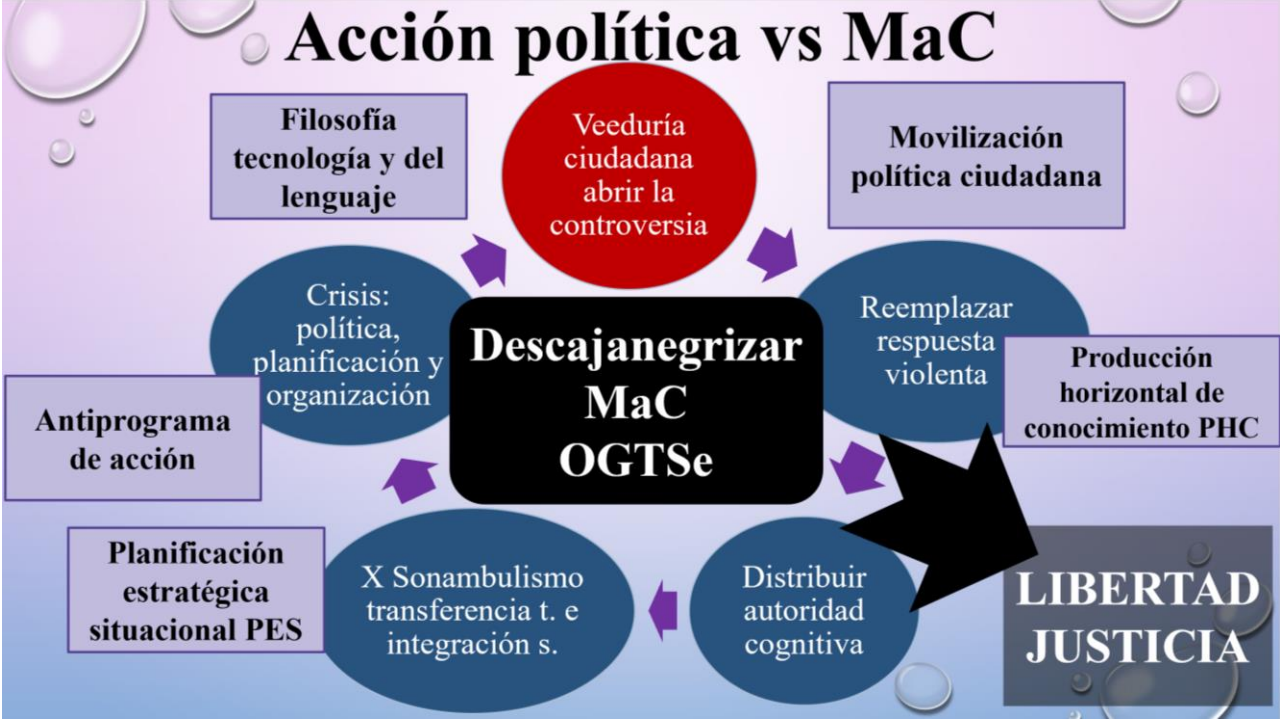 Acción política vs MaC
Filosofía
tecnología y del
lenguaje
Veeduría
ciudadana
abrir la
controversia
Movilización
política ciudadana
Crisis:
política,
planificación y
organización
Descajanegrizar
MaC
OGTSe
Reemplazar
respuesta
violenta
Producción
horizontal de
conocimiento PHC
Antiprograma
de acción
Planificación
estratégica
situacional PES
X Sonambulismo
transferencia t. e
integración s.
Distribuir
autoridad
cognitiva
LIBERTAD
JUSTICIA